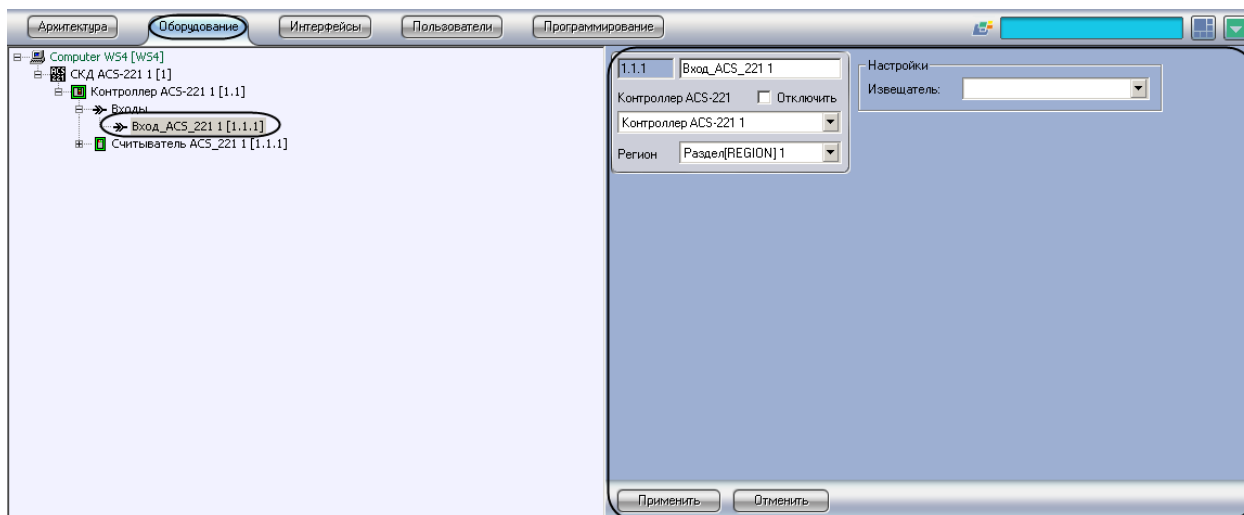 Архитектура Оборудование Интерфейсы Пользователи Программирование
Computer WS4 [WS4]
СКД ACS-221 1 [1]
Контроллер ACS-221 1 [1.1]
Входы
Вход_ACS_221 1 [1.1.1]
Считыватель ACS_221 1 [1.1.1]
1.1.1 Вход_ACS_221 1
Контроллер ACS-221 Отключить
Контроллер ACS-221 1
Регион Раздел[REGION] 1
Настройки
Извещатель:
Применить Отменить